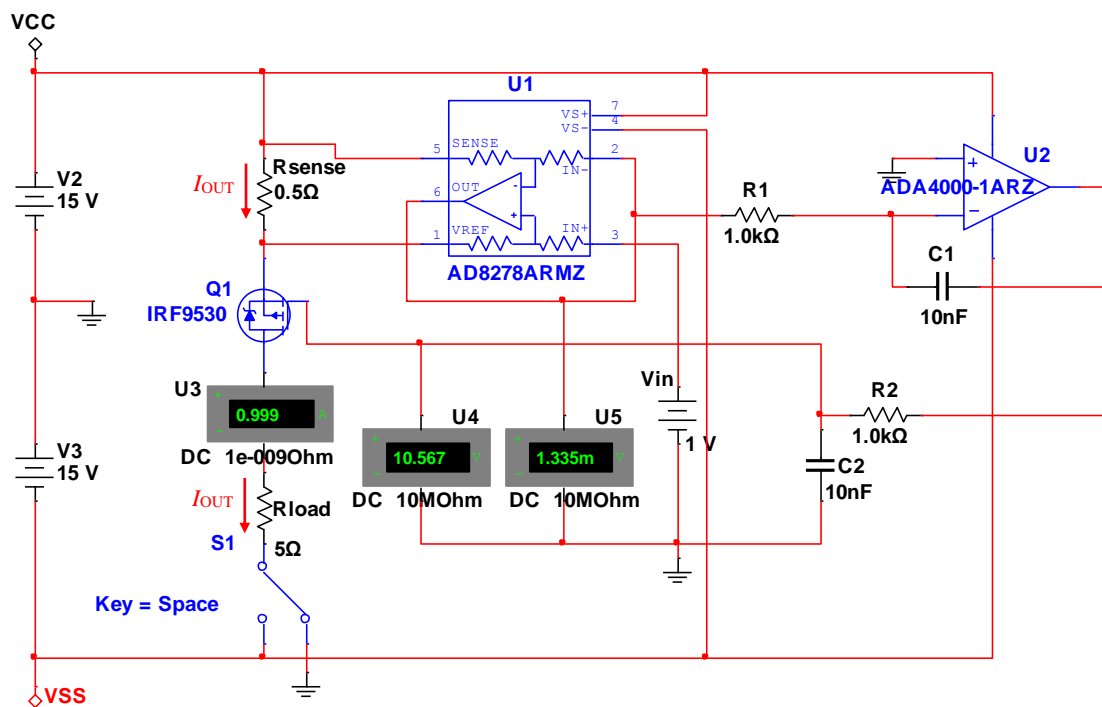 VCC
U1
7
VS+
4
VS-
5
SENSE
2
IN-
6
OUT
-
+
1
VREF
3
IN+
AD8278ARMZ
V2
15 V
IOUT
Rsense
0.5Ω
U2
+
ADA4000-1ARZ
−
R1
1.0kΩ
C1
10nF
Q1
IRF9530
U3
+
0.999
A
−
DC 1e-009Ohm
U4
+
10.567
V
−
DC 10MOhm
U5
+
1.335m
V
−
DC 10MOhm
Vin
1 V
R2
1.0kΩ
C2
10nF
V3
15 V
IOUT
Rload
5Ω
S1
Key = Space
VSS